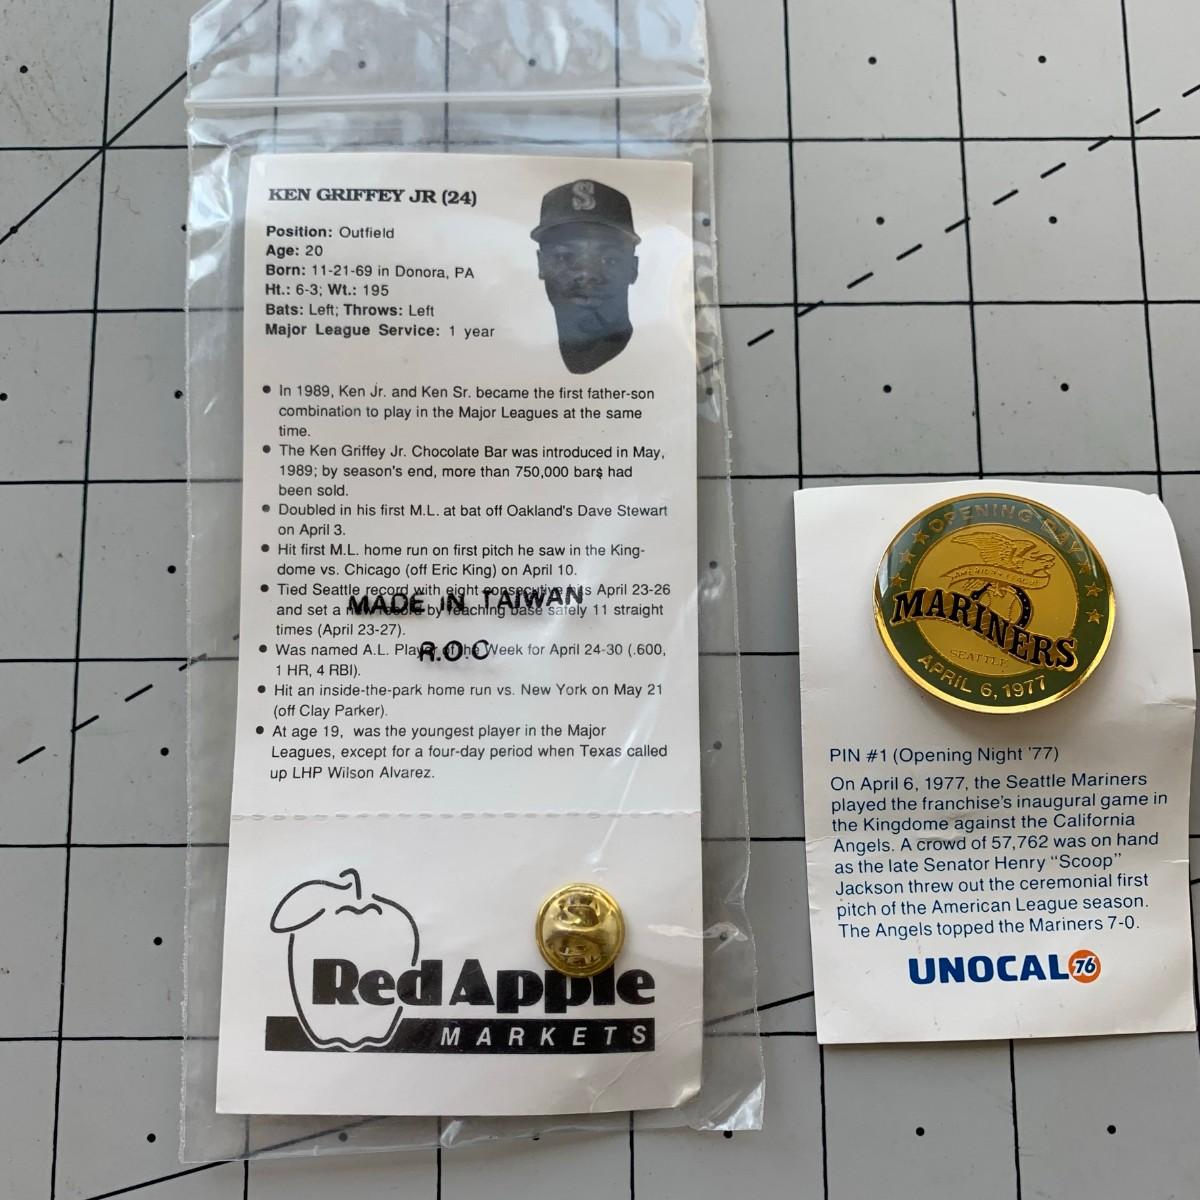 KEN GRIFFEY JR (24)
Position: Outfield
Age: 20
Born: 11-21-69 in Donora, PA
Ht.: 6-3; Wt.: 195
Bats: Left; Throws: Left
Major League Service: 1 year
S
• In 1989, Ken Jr. and Ken Sr. became the first father-son
combination to play in the Major Leagues at the same
time.
• The Ken Griffey Jr. Chocolate Bar was introduced in May,
1989; by season's end, more than 750,000 bars had
been sold.
• Doubled in his first M.L. at bat off Oakland's Dave Stewart
on April 3.
• Hit first M.L. home run on first pitch he saw in the King-
dome vs. Chicago (off Eric King) on April 10.
• Tied Seattle record with eight consecutive hits April 23-26
and set a new record by reaching base safely 11 straight
times (April 23-27).
• Was named A.L. Player of the Week for April 24-30 (.600,
1 HR, 4 RBI).
• Hit an inside-the-park home run vs. New York on May 21
(off Clay Parker).
• At age 19, was the youngest player in the Major
Leagues, except for a four-day period when Texas called
up LHP Wilson Alvarez.
MADE IN TAIWAN
R.O.C
Red Apple
MARKETS
OPENING DAY
AMERICAN LEAGUE
MARINERS
SEATTLE
APRIL 6, 1977
PIN #1 (Opening Night '77)
On April 6, 1977, the Seattle Mariners
played the franchise's inaugural game in
the Kingdome against the California
Angels. A crowd of 57,762 was on hand
as the late Senator Henry "Scoop"
Jackson threw out the ceremonial first
pitch of the American League season.
The Angels topped the Mariners 7-0.
UNOCAL 76